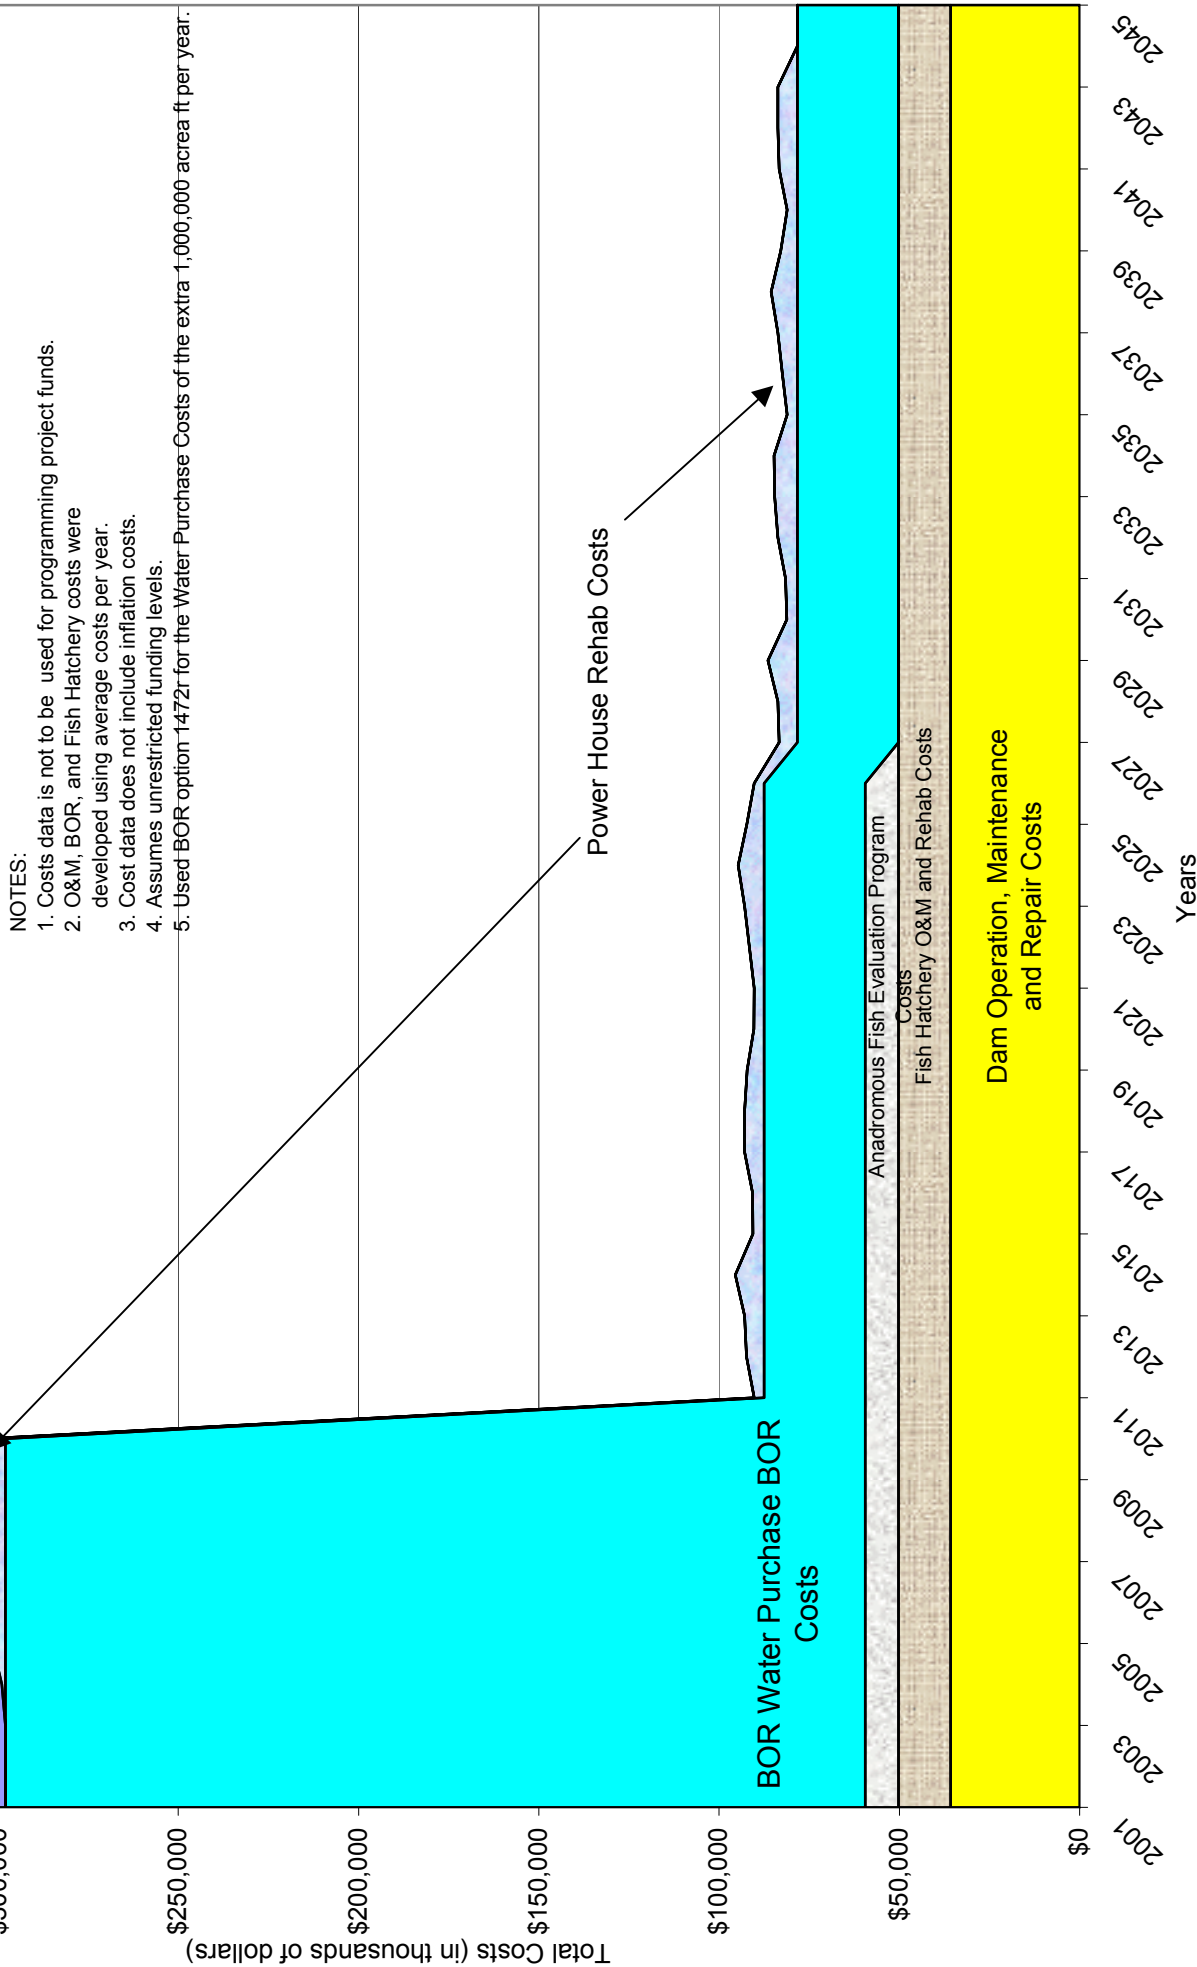 NOTES:
1. Costs data is not to be used for programming project funds.
2. O&M, BOR, and Fish Hatchery costs were
developed using average costs per year.
3. Cost data does not include inflation costs.
4. Assumes unrestricted funding levels.
5. Used BOR option 1472r for the Water Purchase Costs of the extra 1,000,000 acrea ft per year.
Power House Rehab Costs
BOR Water Purchase BOR
Costs
Anadromous Fish Evaluation Program
Costs
Fish Hatchery O&M and Rehab Costs
Dam Operation, Maintenance
and Repair Costs
Total Costs (in thousands of dollars)
$250,000
$200,000
$150,000
$100,000
$50,000
$0
2001
2003
2005
2007
2009
2011
2013
2015
2017
2019
2021
2023
2025
2027
2029
2031
2033
2035
2037
2039
2041
2043
2045
Years